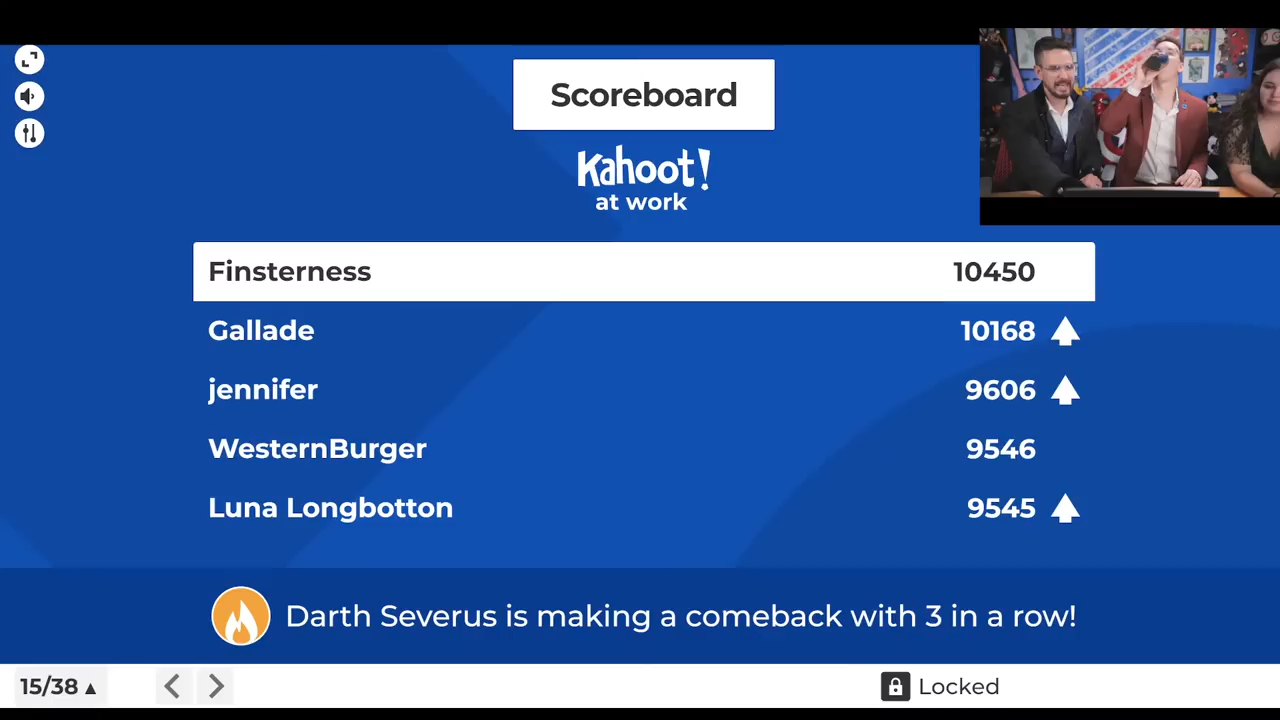 Scoreboard
Kahoot!
at work
Finsterness 10450
Gallade 10168
jennifer 9606
WesternBurger 9546
Luna Longbotton 9545
Darth Severus is making a comeback with 3 in a row!
15/38 ▲
Locked